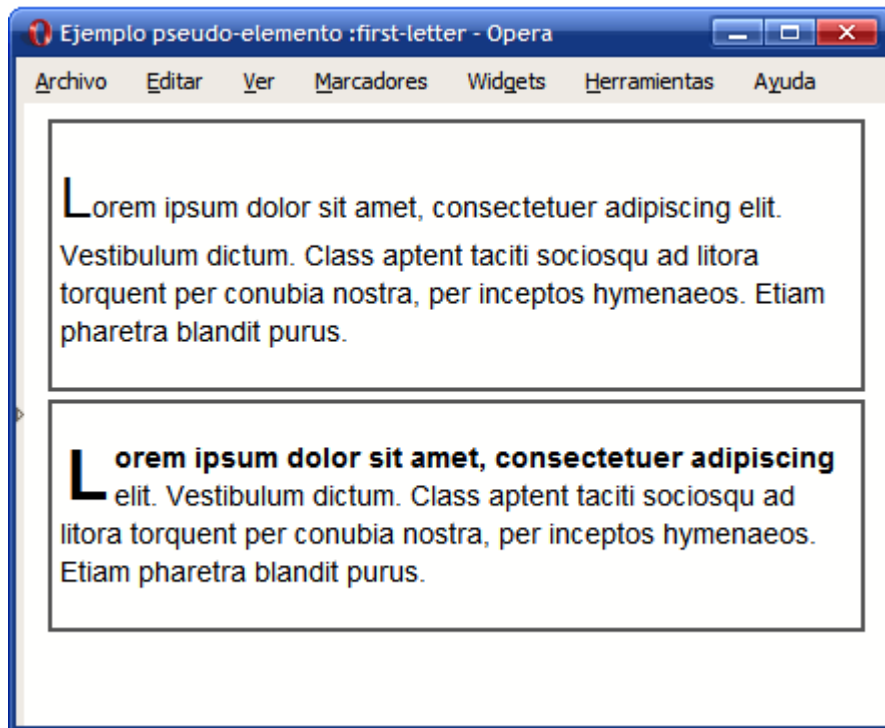 Ejemplo pseudo-elemento :first-letter - Opera
Archivo Editar Ver Marcadores Widgets Herramientas Ayuda
Lorem ipsum dolor sit amet, consectetuer adipiscing elit.
Vestibulum dictum. Class aptent taciti sociosqu ad litora
torquent per conubia nostra, per inceptos hymenaeos. Etiam
pharetra blandit purus.
Lorem ipsum dolor sit amet, consectetuer adipiscing
elit. Vestibulum dictum. Class aptent taciti sociosqu ad
litora torquent per conubia nostra, per inceptos hymenaeos.
Etiam pharetra blandit purus.